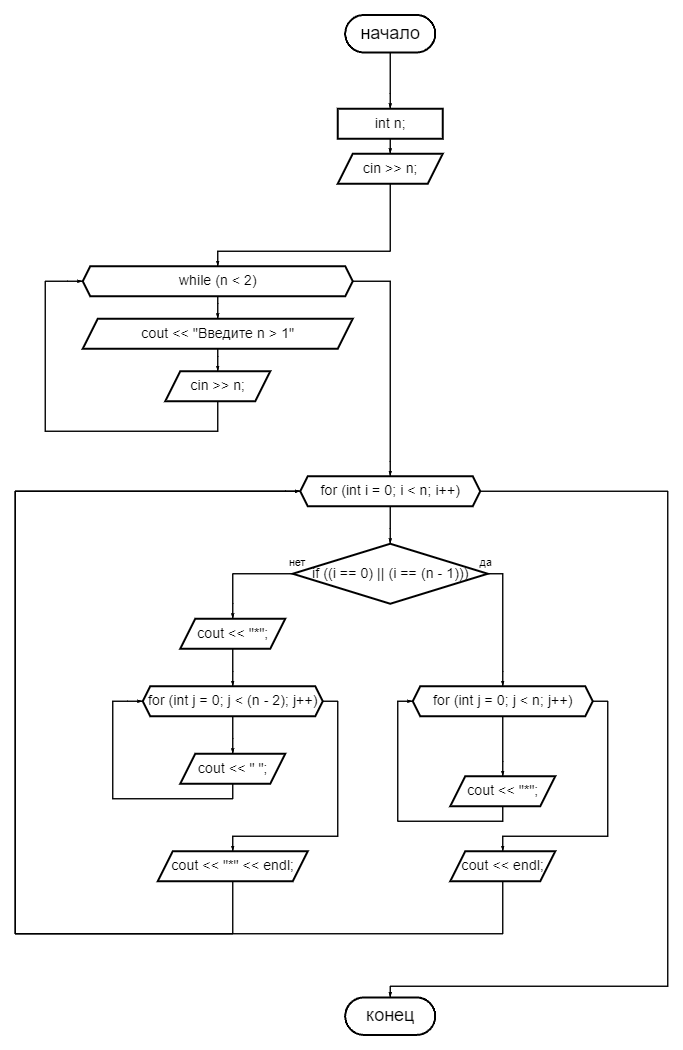 начало
int n;
cin >> n;
while (n < 2)
cout << "Введите n > 1"
cin >> n;
for (int i = 0; i < n; i++)
нет
if ((i == 0) || (i == (n - 1)))
да
cout << "*";
for (int j = 0; j < (n - 2); j++)
for (int j = 0; j < n; j++)
cout << " ";
cout << "*";
cout << "*" << endl;
cout << endl;
конец